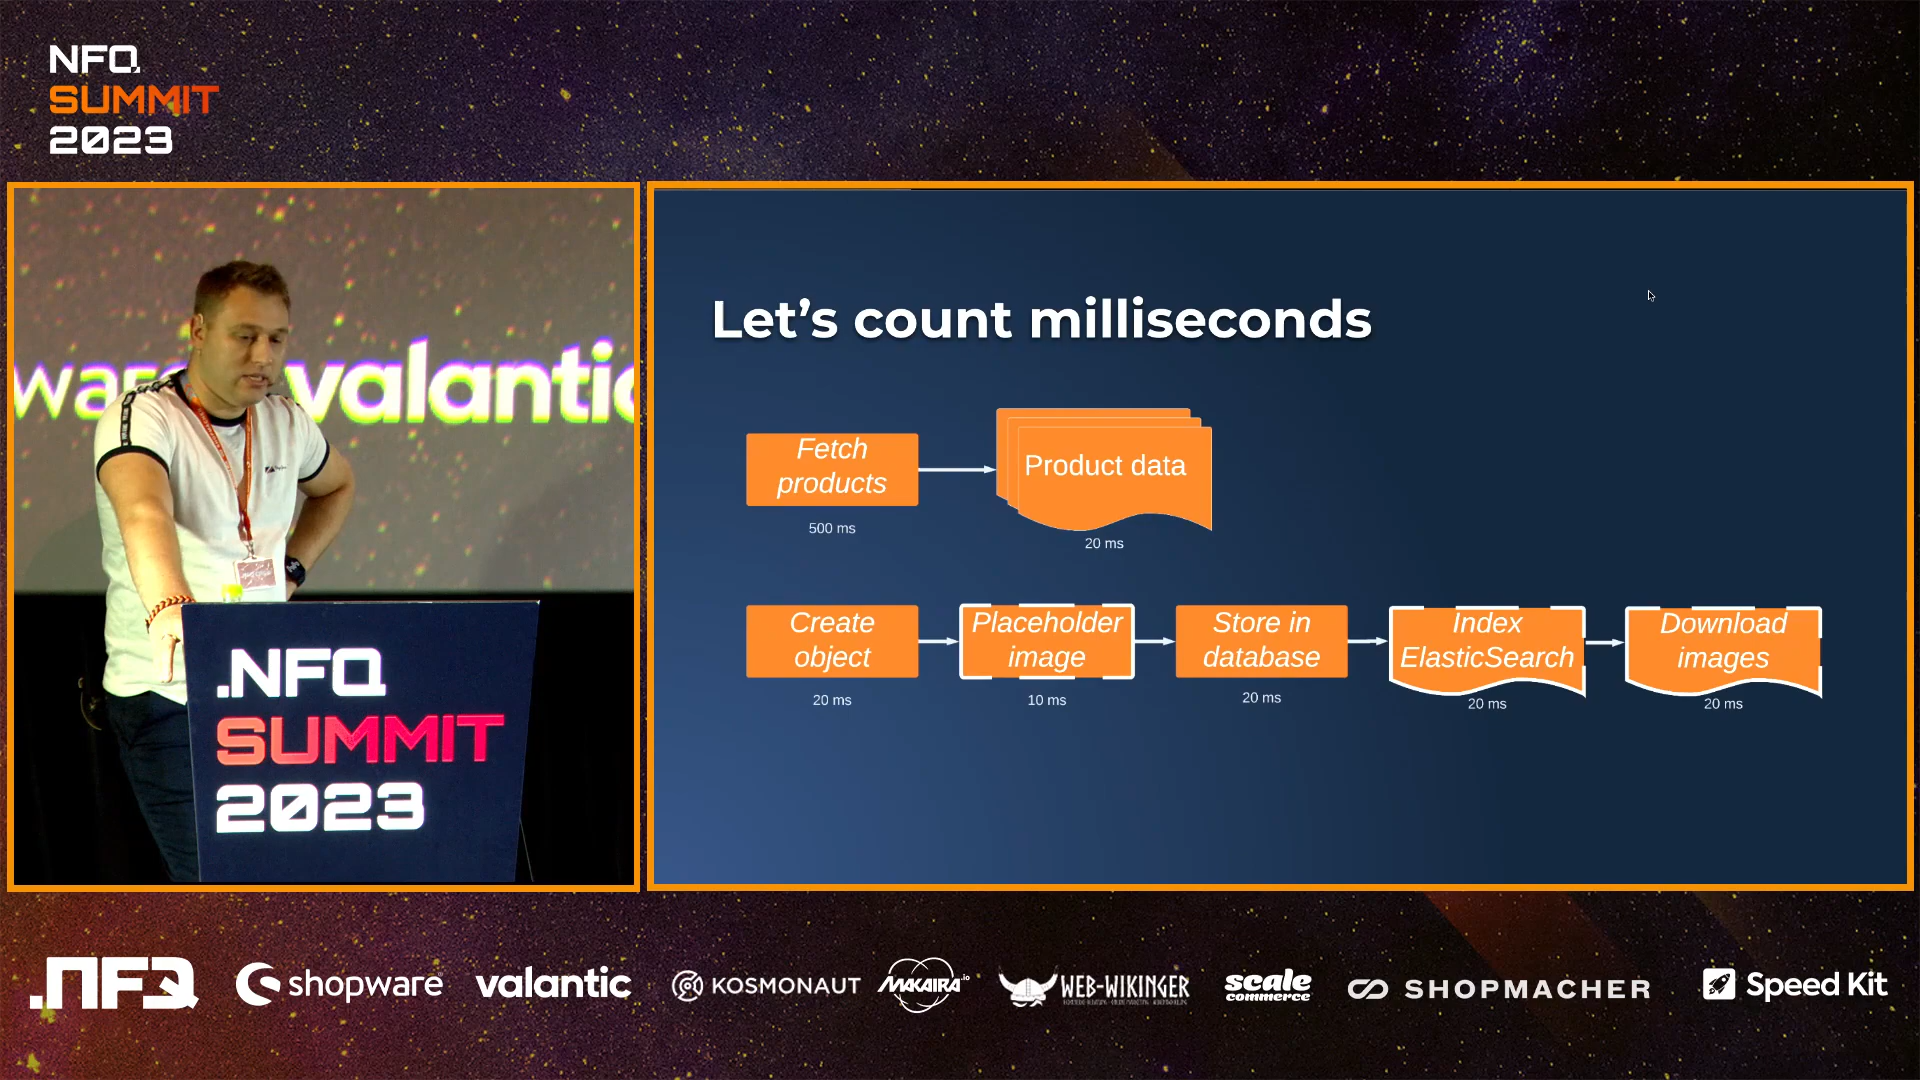 NFQ
SUMMIT
2023
ware
valantic
.NFQ
SUMMIT
2023
Let's count milliseconds
Fetch
products
500 ms
Product data
20 ms
Create
object
20 ms
Placeholder
image
10 ms
Store in
database
20 ms
Index
ElasticSearch
20 ms
Download
images
20 ms
.NFQ
shopware
valantic
KOSMONAUT
MAKAIRA.io
WEB-WIKINGER
scale
commerce
SHOPMACHER
Speed Kit